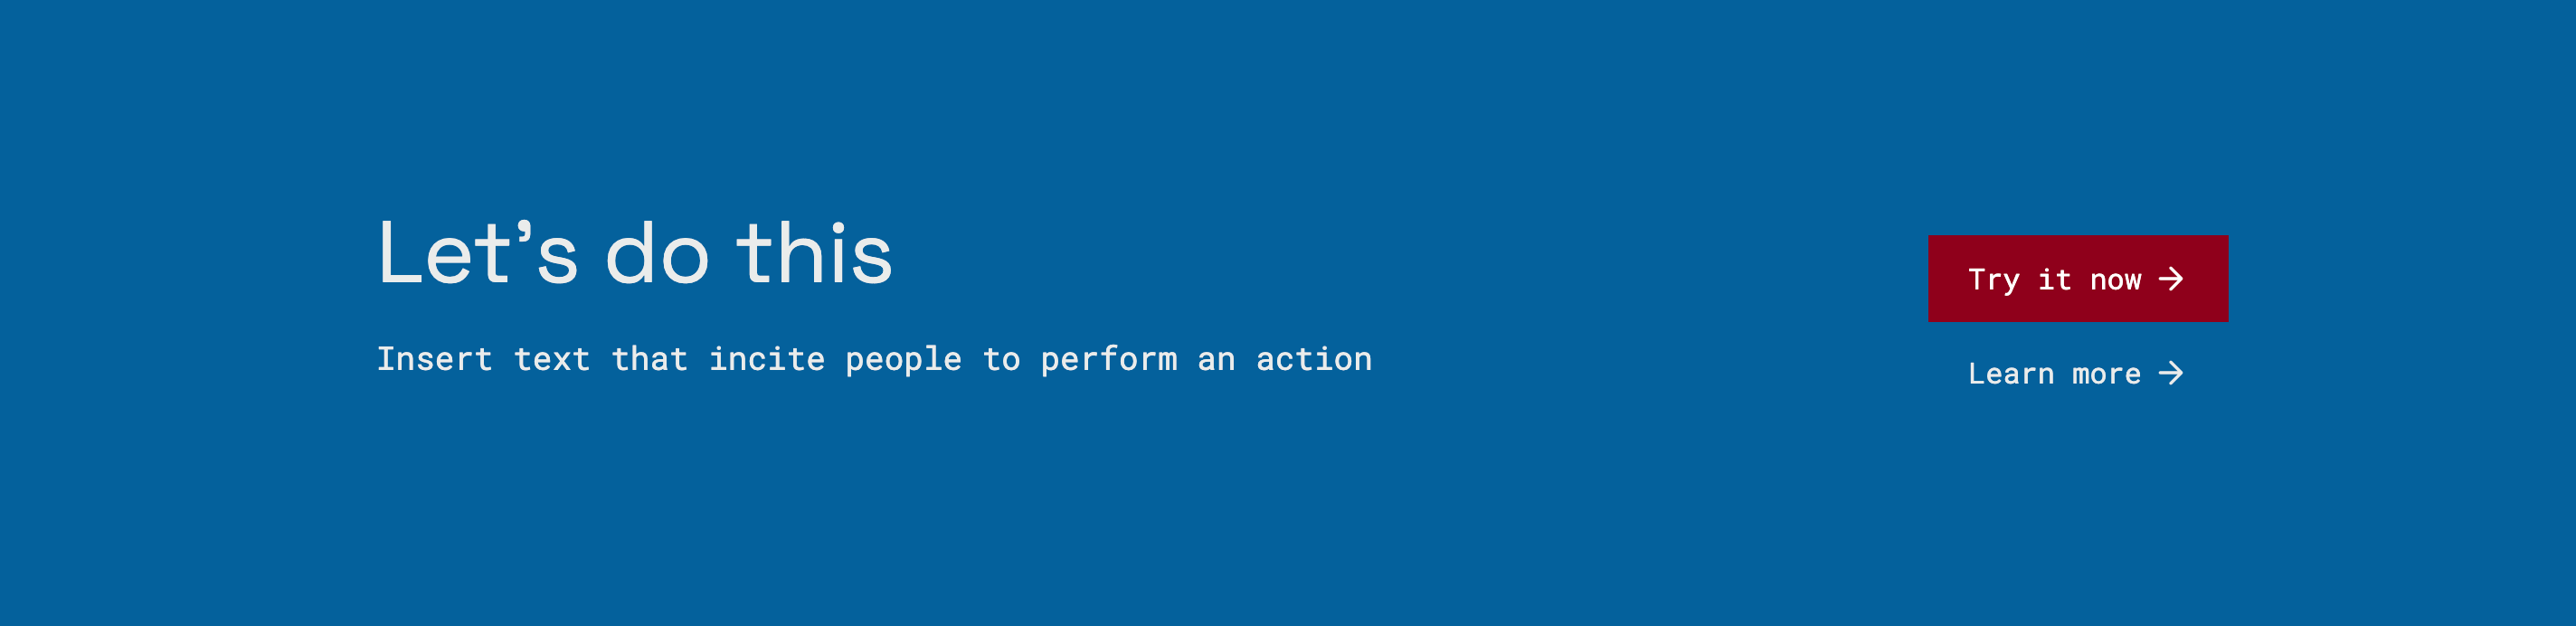 Let’s do this
Insert text that incite people to perform an action
Try it now →
Learn more →